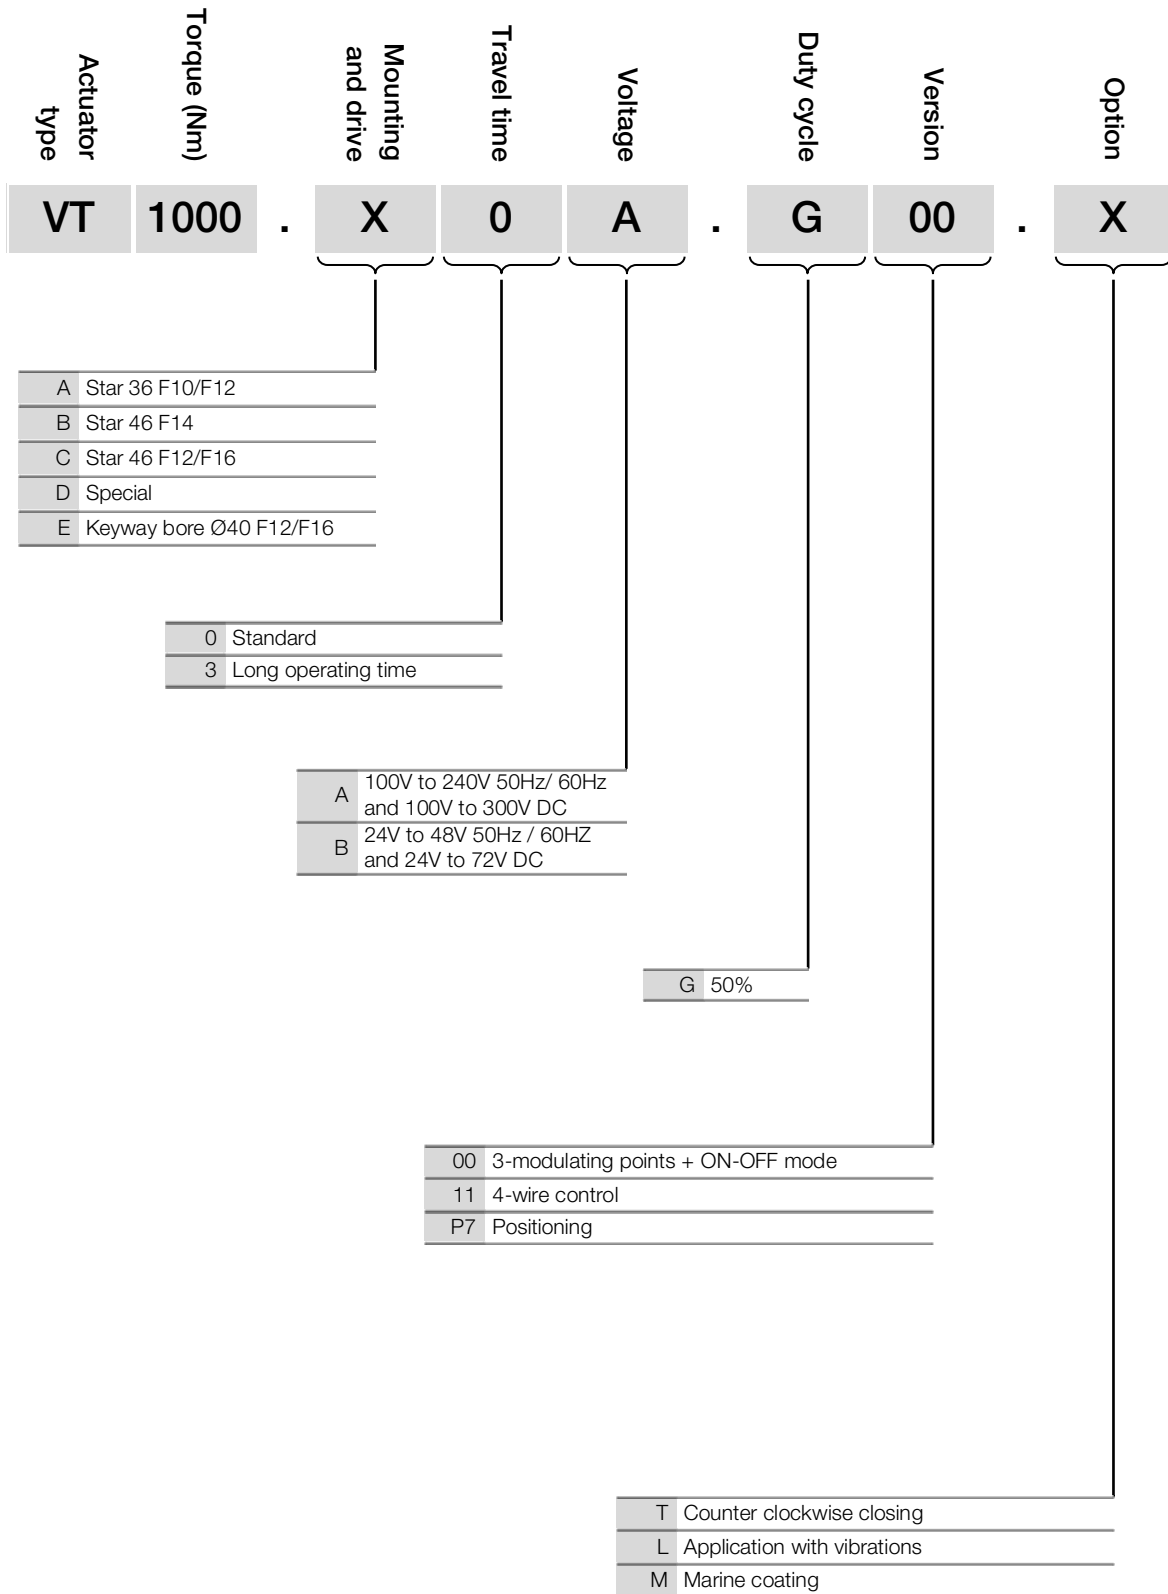 Actuator
type
Torque (Nm)
Mounting
and drive
Travel time
Voltage
Duty cycle
Version
Option
VT 1000 . X 0 A . G 00 . X
A Star 36 F10/F12
B Star 46 F14
C Star 46 F12/F16
D Special
E Keyway bore Ø40 F12/F16
0 Standard
3 Long operating time
A 100V to 240V 50Hz/ 60Hz
and 100V to 300V DC
B 24V to 48V 50Hz / 60HZ
and 24V to 72V DC
G 50%
00 3-modulating points + ON-OFF mode
11 4-wire control
P7 Positioning
T Counter clockwise closing
L Application with vibrations
M Marine coating